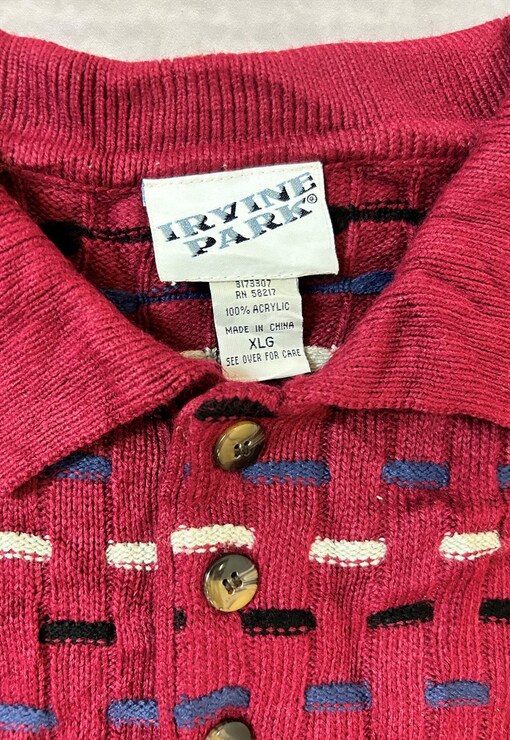 IRVINE
PARK®
3173307
RN 58217
100% ACRYLIC
MADE IN CHINA
XLG
SEE OVER FOR CARE